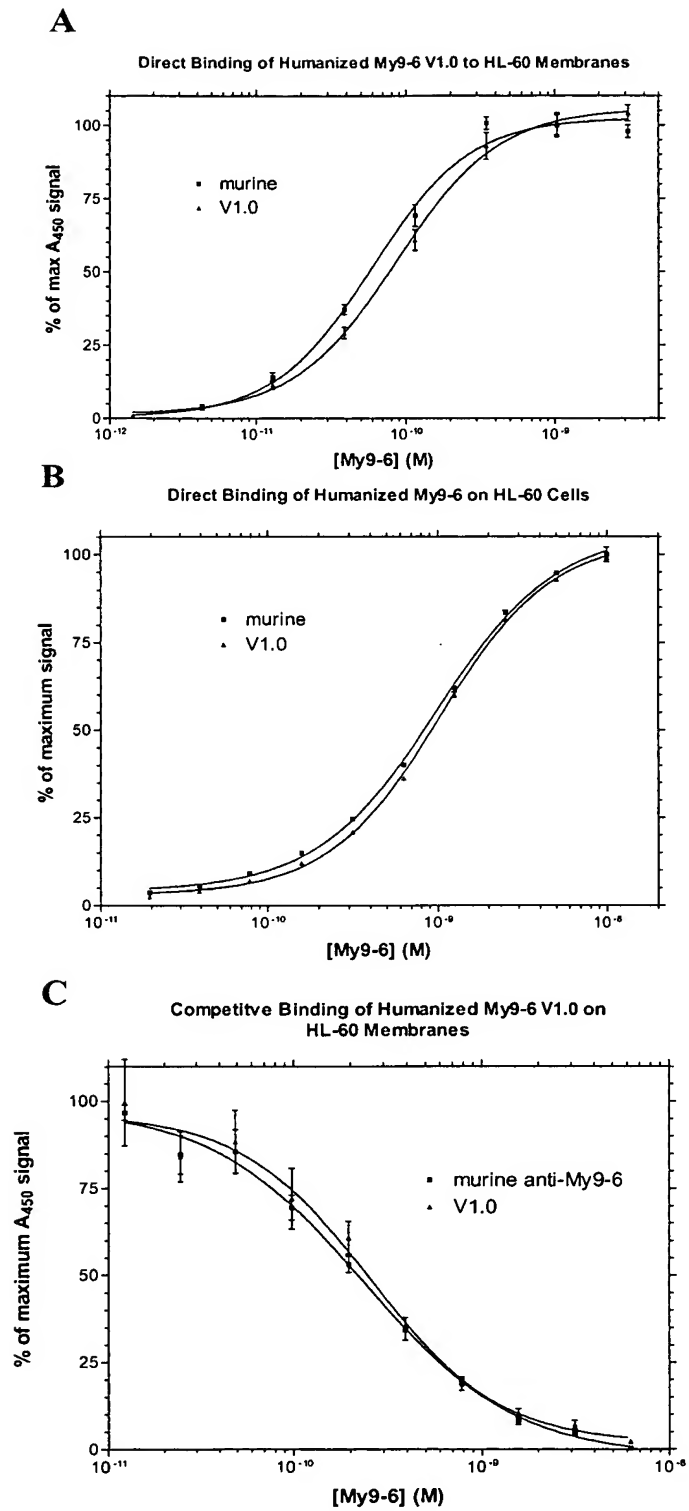 A
Direct Binding of Humanized My9-6 V1.0 to HL-60 Membranes
% of max A450 signal
100
75
50
25
0
murine
V1.0
10-12
10-11
10-10
10-9
[My9-6] (M)
B
Direct Binding of Humanized My9-6 on HL-60 Cells
% of maximum signal
100
75
50
25
0
murine
V1.0
10-11
10-10
10-9
10-8
[My9-6] (M)
C
Competitve Binding of Humanized My9-6 V1.0 on
HL-60 Membranes
% of maximum A450 signal
100
75
50
25
0
murine anti-My9-6
V1.0
10-11
10-10
10-9
10-8
[My9-6] (M)